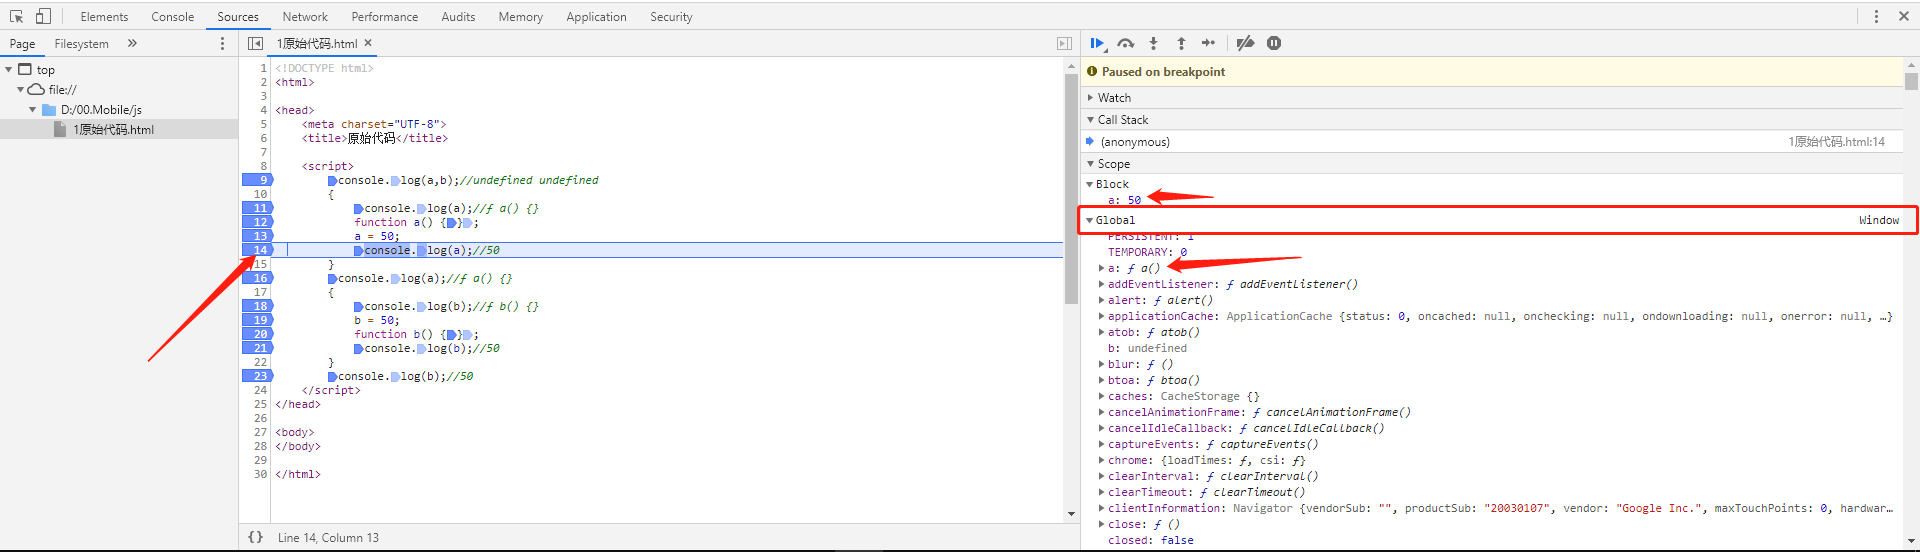 Elements Console Sources Network Performance Audits Memory Application Security
Page Filesystem »
1原始代码.html ×
top
file://
D:/00.Mobile/js
1原始代码.html
1 <!DOCTYPE html>
2 <html>
3
4 <head>
5 <meta charset="UTF-8">
6 <title>原始代码</title>
7
8 <script>
9 console.log(a,b);//undefined undefined
10 {
11 console.log(a);//ƒ a() {}
12 function a() {};
13 a = 50;
14 console.log(a);//50
15 }
16 console.log(a);//ƒ a() {}
17 {
18 console.log(b);//ƒ b() {}
19 b = 50;
20 function b() {};
21 console.log(b);//50
22 }
23 console.log(b);//50
24 </script>
25 </head>
26
27 <body>
28 </body>
29
30 </html>
{} Line 14, Column 13
Paused on breakpoint
Watch
Call Stack
(anonymous) 1原始代码.html:14
Scope
Block
a: 50
Global Window
PERSISTENT: 1
TEMPORARY: 0
a: ƒ a()
addEventListener: ƒ addEventListener()
alert: ƒ alert()
applicationCache: ApplicationCache {status: 0, oncached: null, onchecking: null, ondownloading: null, onerror: null, …}
atob: ƒ atob()
b: undefined
blur: ƒ ()
btoa: ƒ btoa()
caches: CacheStorage {}
cancelAnimationFrame: ƒ cancelAnimationFrame()
cancelIdleCallback: ƒ cancelIdleCallback()
captureEvents: ƒ captureEvents()
chrome: {loadTimes: ƒ, csi: ƒ}
clearInterval: ƒ clearInterval()
clearTimeout: ƒ clearTimeout()
clientInformation: Navigator {vendorSub: "", productSub: "20030107", vendor: "Google Inc.", maxTouchPoints: 0, hardwar…
close: ƒ ()
closed: false